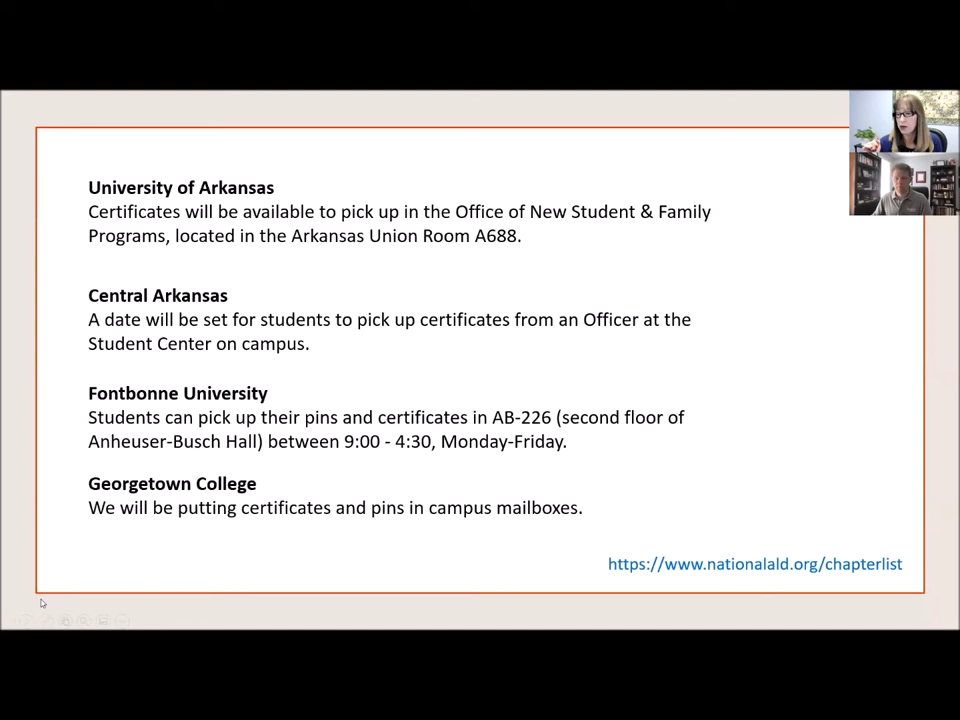 University of Arkansas
Certificates will be available to pick up in the Office of New Student & Family
Programs, located in the Arkansas Union Room A688.
Central Arkansas
A date will be set for students to pick up certificates from an Officer at the
Student Center on campus.
Fontbonne University
Students can pick up their pins and certificates in AB-226 (second floor of
Anheuser-Busch Hall) between 9:00 - 4:30, Monday-Friday.
Georgetown College
We will be putting certificates and pins in campus mailboxes.
https://www.nationalald.org/chapterlist